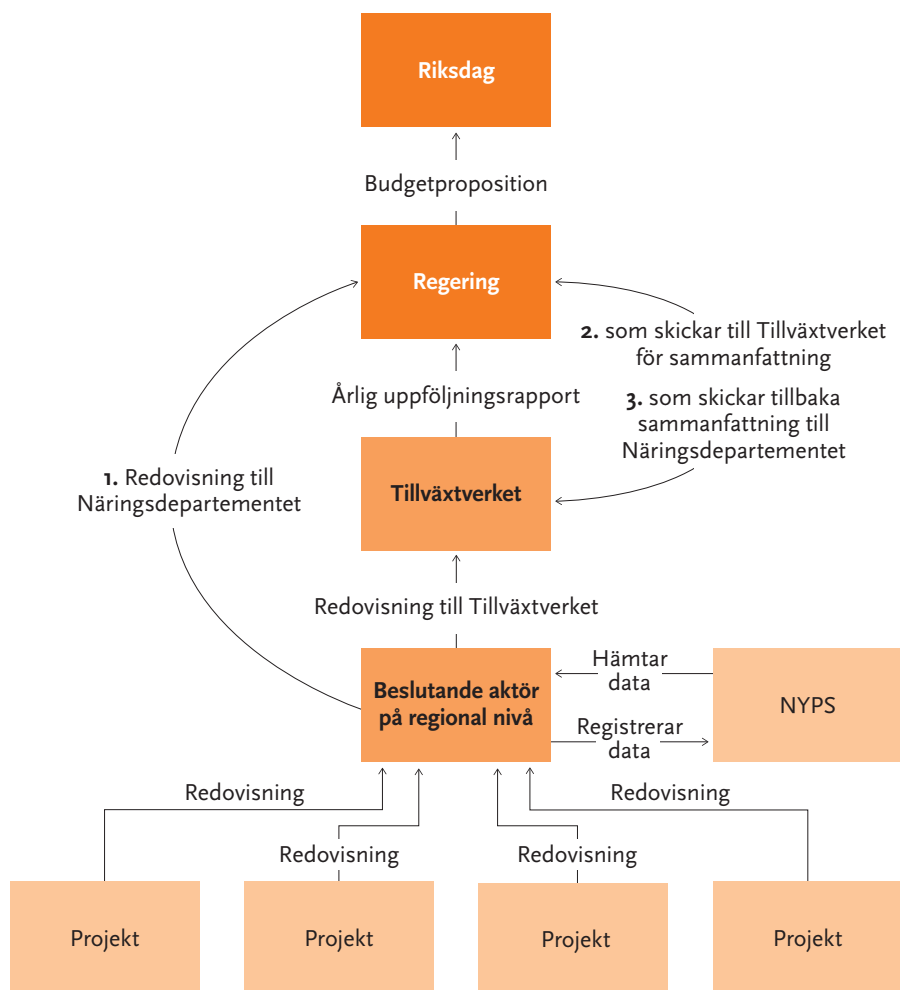 Riksdag
Budgetproposition
Regering
2. som skickar till Tillväxtverket
för sammanfattning
Årlig uppföljningsrapport
3. som skickar tillbaka
sammanfattning till
Näringsdepartementet
1. Redovisning till
Näringsdepartementet
Tillväxtverket
Redovisning till Tillväxtverket
Beslutande aktör
på regional nivå
Hämtar
data
NYPS
Registrerar
data
Redovisning
Redovisning
Redovisning
Redovisning
Projekt
Projekt
Projekt
Projekt